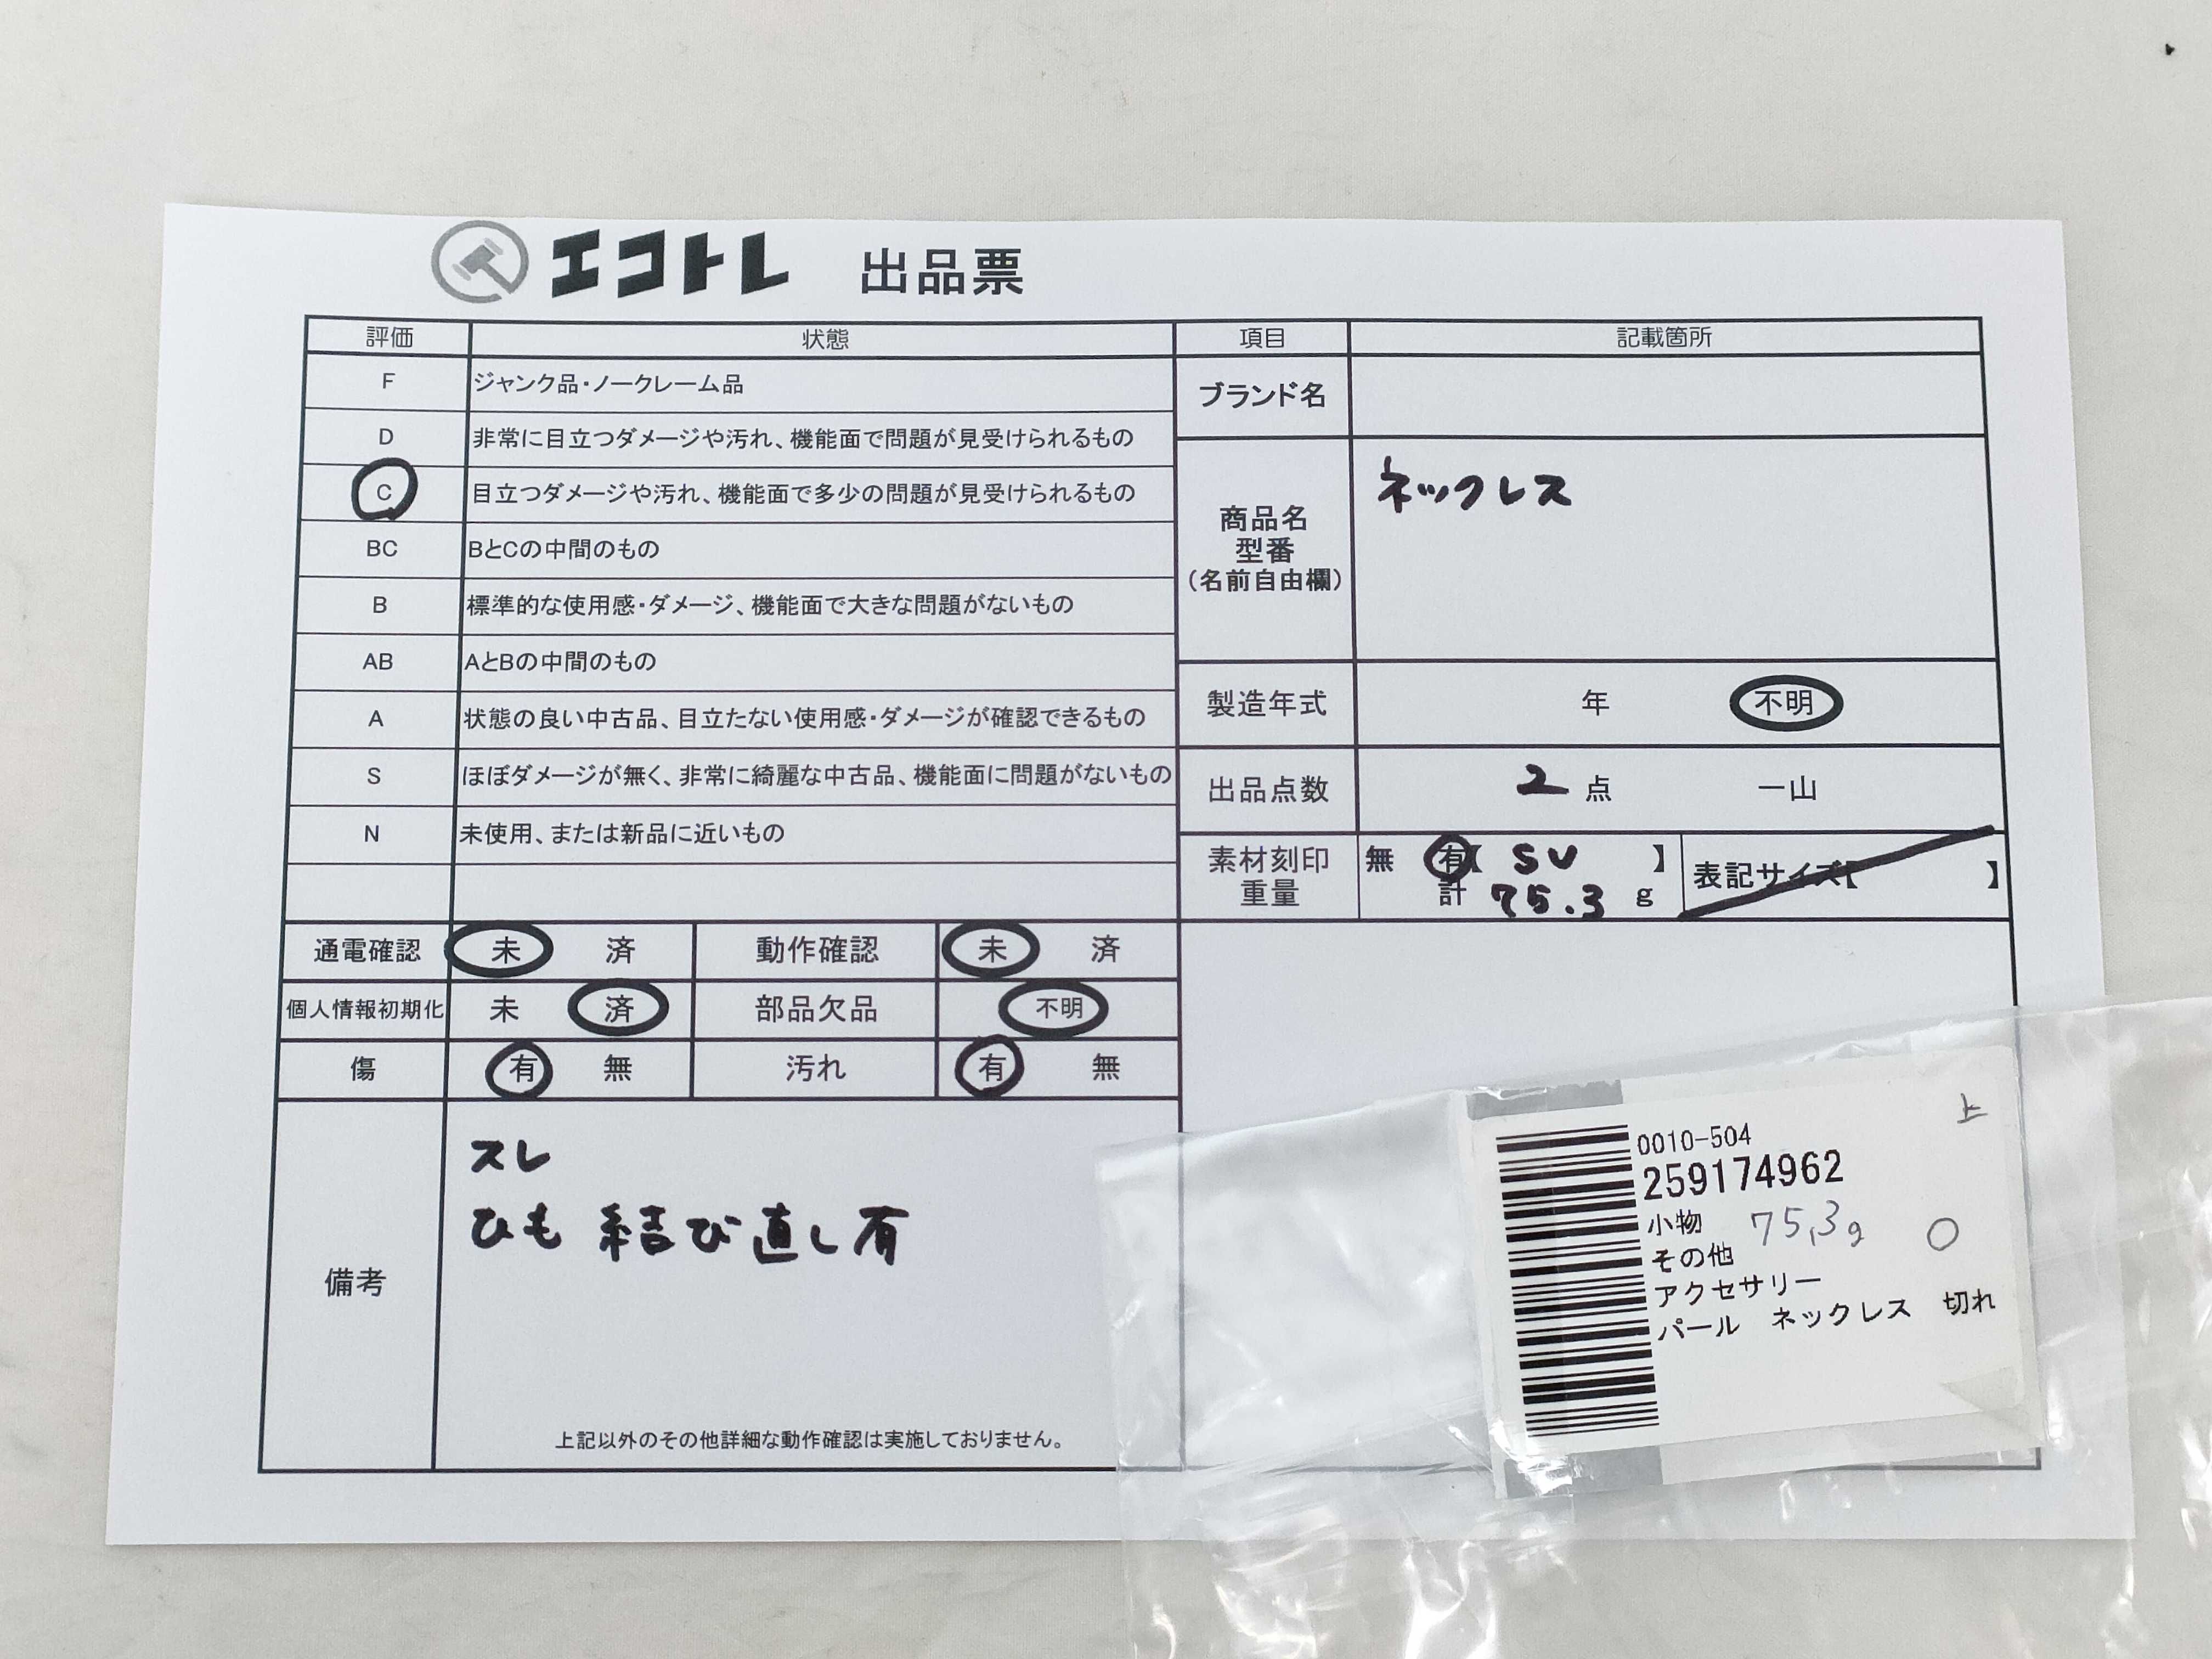 エコトレ 出品票
評価 状態
F ジャンク品・ノークレーム品
D 非常に目立つダメージや汚れ、機能面で問題が見受けられるもの
C 目立つダメージや汚れ、機能面で多少の問題が見受けられるもの
BC BとCの中間のもの
B 標準的な使用感・ダメージ、機能面で大きな問題がないもの
AB AとBの中間のもの
A 状態の良い中古品、目立たない使用感・ダメージが確認できるもの
S ほぼダメージが無く、非常に綺麗な中古品、機能面に問題がないもの
N 未使用、または新品に近いもの
通電確認 未 済 動作確認 未 済
個人情報初期化 未 済 部品欠品 不明
傷 有 無 汚れ 有 無
備考
スレ
ひも 結び直し有
上記以外のその他詳細な動作確認は実施しておりません。
項目 記載箇所
ブランド名
商品名
型番
(名前自由欄)
ネックレス
製造年式 年 不明
出品点数 2 点 一山
素材刻印 無 有【 SV 】
重量 計 75.3 g
表記サイズ【 】
上
0010-504
259174962
小物 75.3g ○
その他
アクセサリー
パール ネックレス 切れ